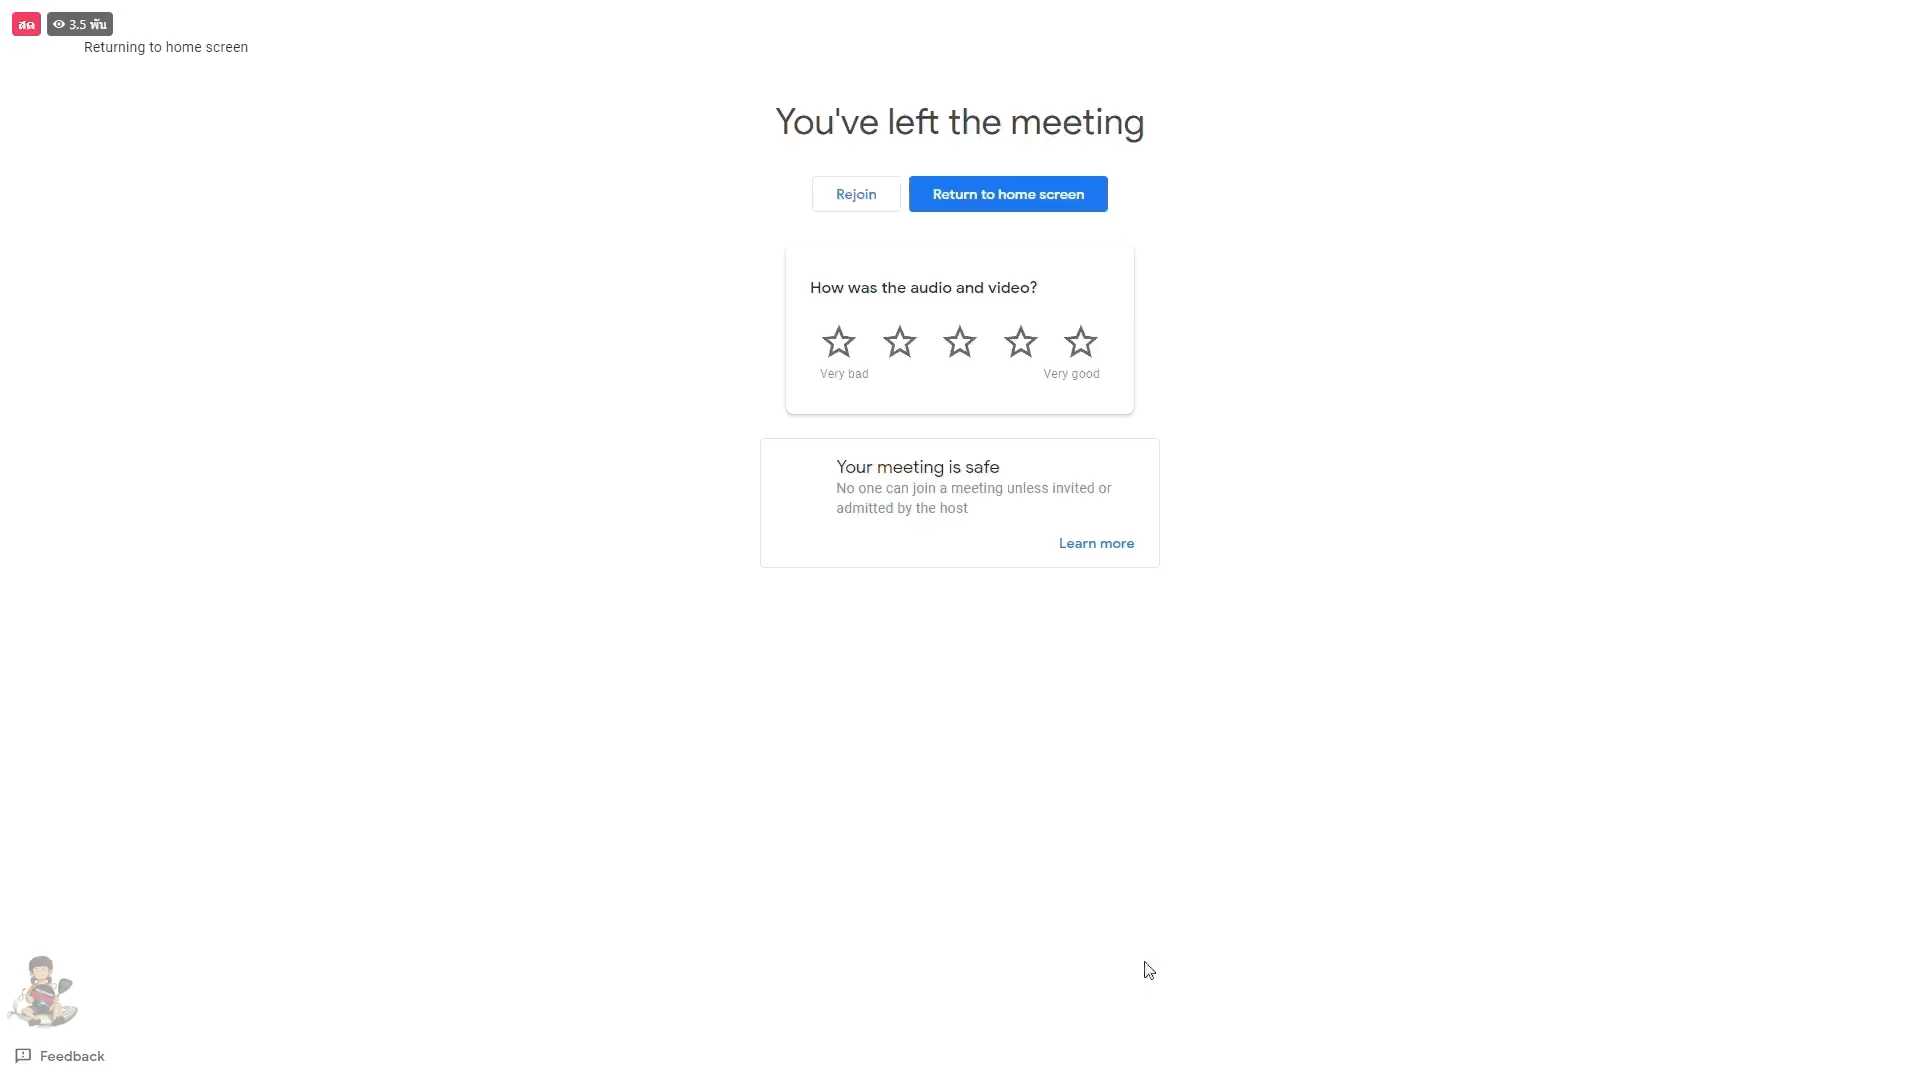 สด 3.5 พัน
Returning to home screen
You've left the meeting
Rejoin Return to home screen
How was the audio and video?
Very bad Very good
Your meeting is safe
No one can join a meeting unless invited or
admitted by the host
Learn more
Feedback